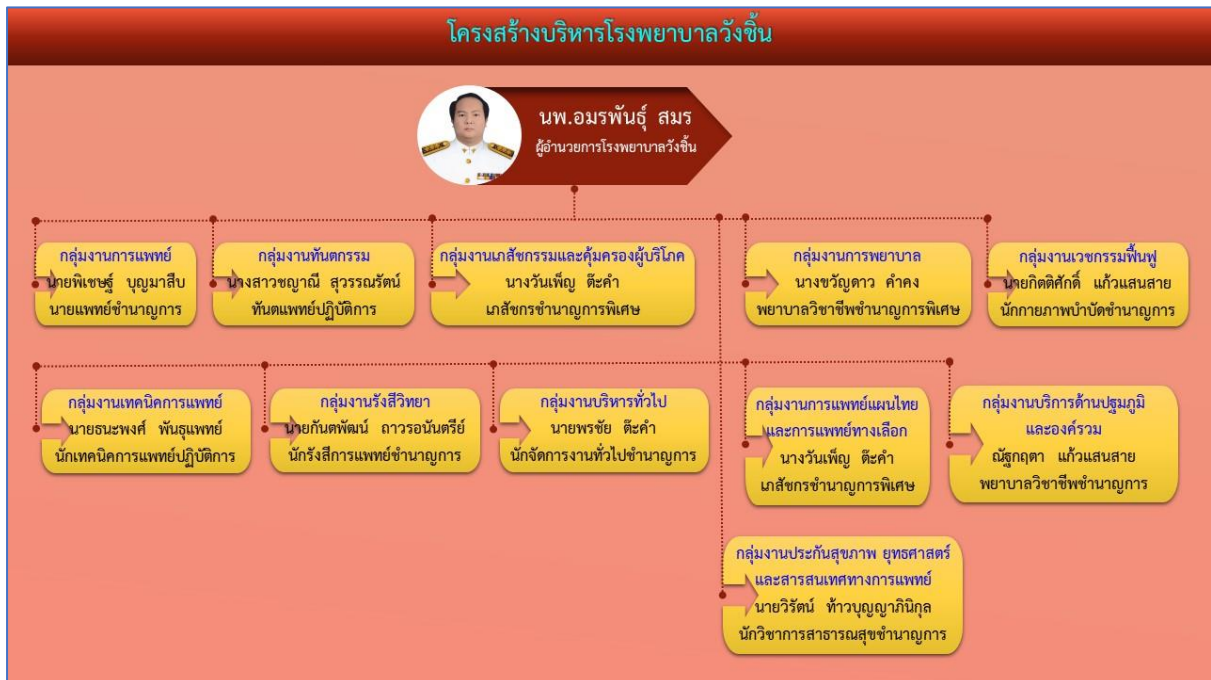 โครงสร้างบริหารโรงพยาบาลวังชิ้น
นพ.อมรพันธุ์ สมร
ผู้อำนวยการโรงพยาบาลวังชิ้น
กลุ่มงานการแพทย์
นายพิเชษฐ์ บุญมาสืบ
นายแพทย์ชำนาญการ
กลุ่มงานทันตกรรม
นางสาวชญาณี สุวรรณรัตน์
ทันตแพทย์ปฏิบัติการ
กลุ่มงานเภสัชกรรมและคุ้มครองผู้บริโภค
นางวันเพ็ญ ต๊ะคำ
เภสัชกรชำนาญการพิเศษ
กลุ่มงานการพยาบาล
นางขวัญดาว คำคง
พยาบาลวิชาชีพชำนาญการพิเศษ
กลุ่มงานเวชกรรมฟื้นฟู
นายกิตติศักดิ์ แก้วแสนสาย
นักกายภาพบำบัดชำนาญการ
กลุ่มงานเทคนิคการแพทย์
นายธนะพงศ์ พันธุแพทย์
นักเทคนิคการแพทย์ปฏิบัติการ
กลุ่มงานรังสีวิทยา
นายกันตพัฒน์ ถาวรอนันตรีย์
นักรังสีการแพทย์ชำนาญการ
กลุ่มงานบริหารทั่วไป
นายพรชัย ต๊ะคำ
นักจัดการงานทั่วไปชำนาญการ
กลุ่มงานการแพทย์แผนไทย
และการแพทย์ทางเลือก
นางวันเพ็ญ ต๊ะคำ
เภสัชกรชำนาญการพิเศษ
กลุ่มงานบริการด้านปฐมภูมิ
และองค์รวม
ณัฐกฤตา แก้วแสนสาย
พยาบาลวิชาชีพชำนาญการ
กลุ่มงานประกันสุขภาพ ยุทธศาสตร์
และสารสนเทศทางการแพทย์
นายวิรัตน์ ท้าวบุญญาภินิกุล
นักวิชาการสาธารณสุขชำนาญการ